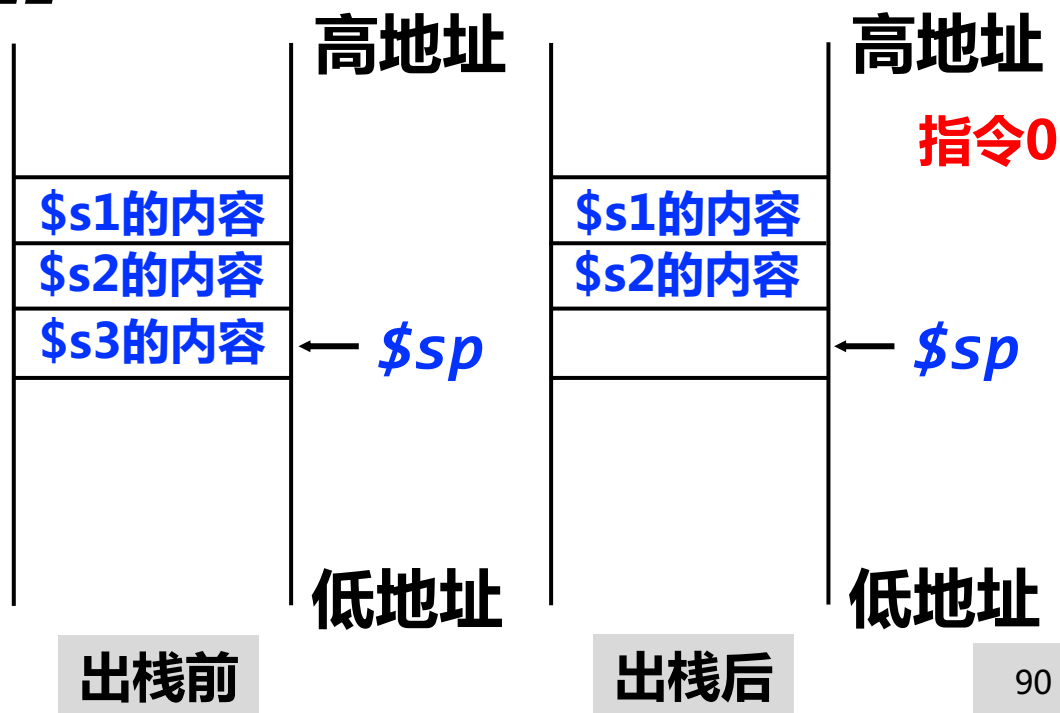 高地址
高地址
指令0
$s1的内容
$s2的内容
$s3的内容
$sp
$s1的内容
$s2的内容
$sp
低地址
低地址
出栈前
出栈后
90